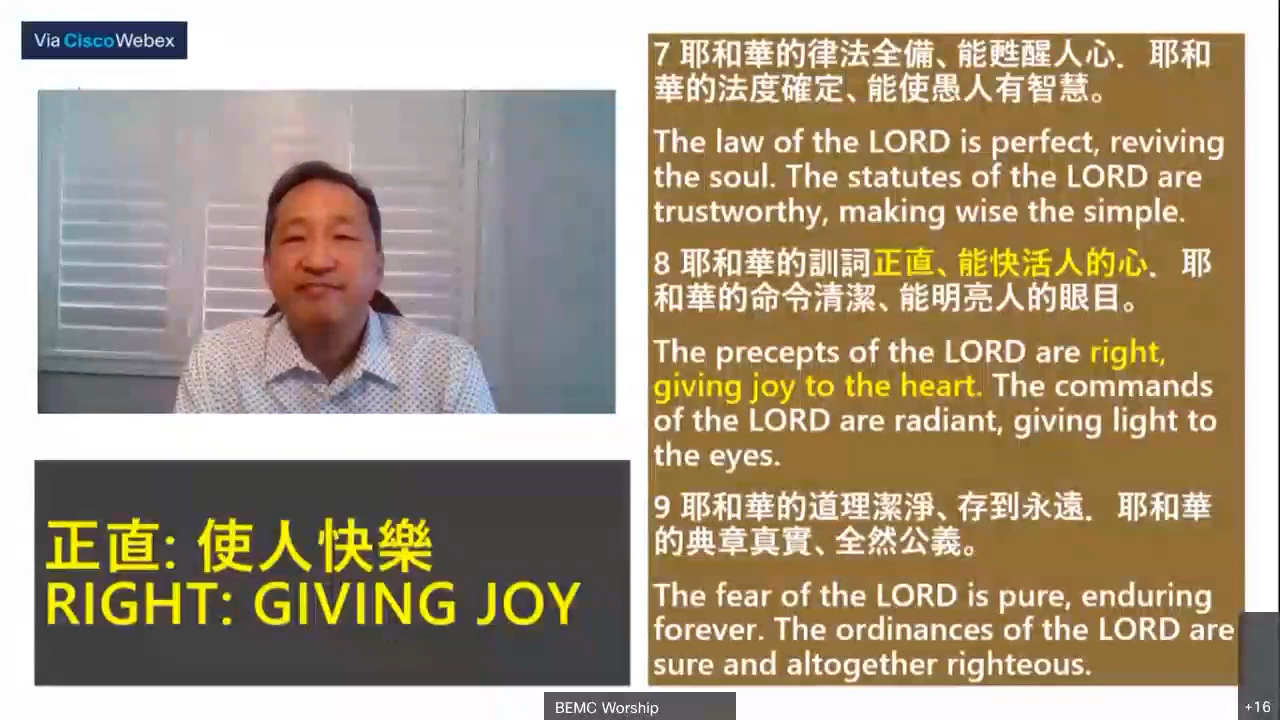 Via Cisco Webex
7 耶和華的律法全備、能甦醒人心．耶和
華的法度確定、能使愚人有智慧。
The law of the LORD is perfect, reviving
the soul. The statutes of the LORD are
trustworthy, making wise the simple.
8 耶和華的訓詞正直、能快活人的心．耶
和華的命令清潔、能明亮人的眼目。
The precepts of the LORD are right,
giving joy to the heart. The commands
of the LORD are radiant, giving light to
the eyes.
9 耶和華的道理潔淨、存到永遠．耶和華
的典章真實、全然公義。
The fear of the LORD is pure, enduring
forever. The ordinances of the LORD are
sure and altogether righteous.
正直: 使人快樂
RIGHT: GIVING JOY
BEMC Worship
+16